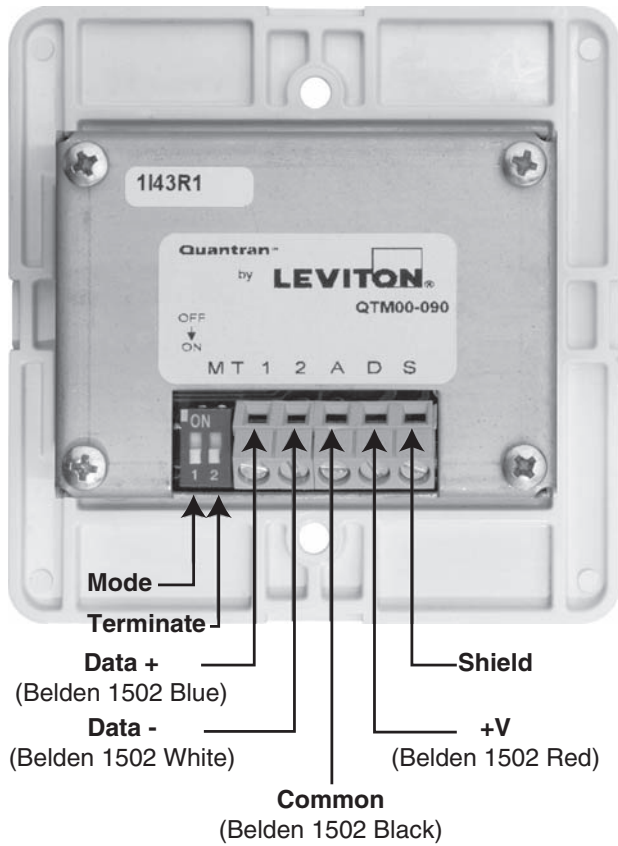 1I43R1
Quantran™
by LEVITON®
QTM00-090
OFF
ON
M T 1 2 A D S
ON
1 2
Mode
Terminate
Data +
(Belden 1502 Blue)
Data -
(Belden 1502 White)
Shield
+V
(Belden 1502 Red)
Common
(Belden 1502 Black)